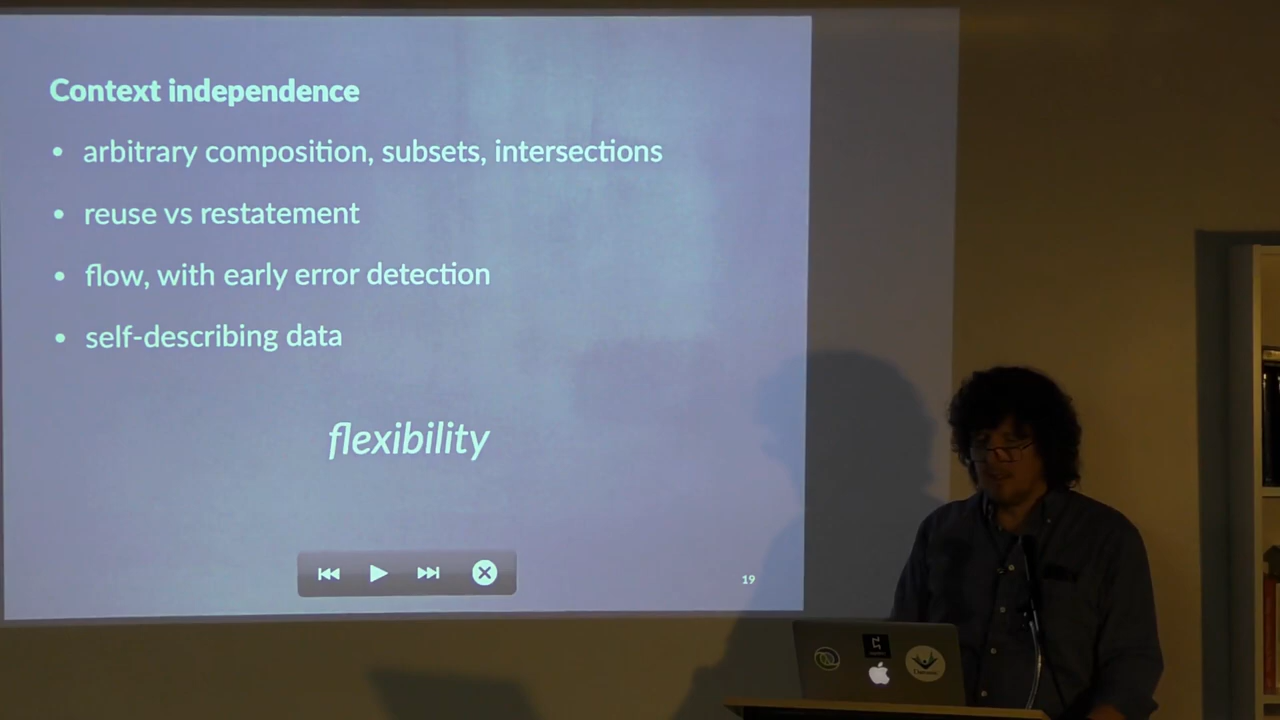 Context independence
• arbitrary composition, subsets, intersections
• reuse vs restatement
• flow, with early error detection
• self-describing data
flexibility
19